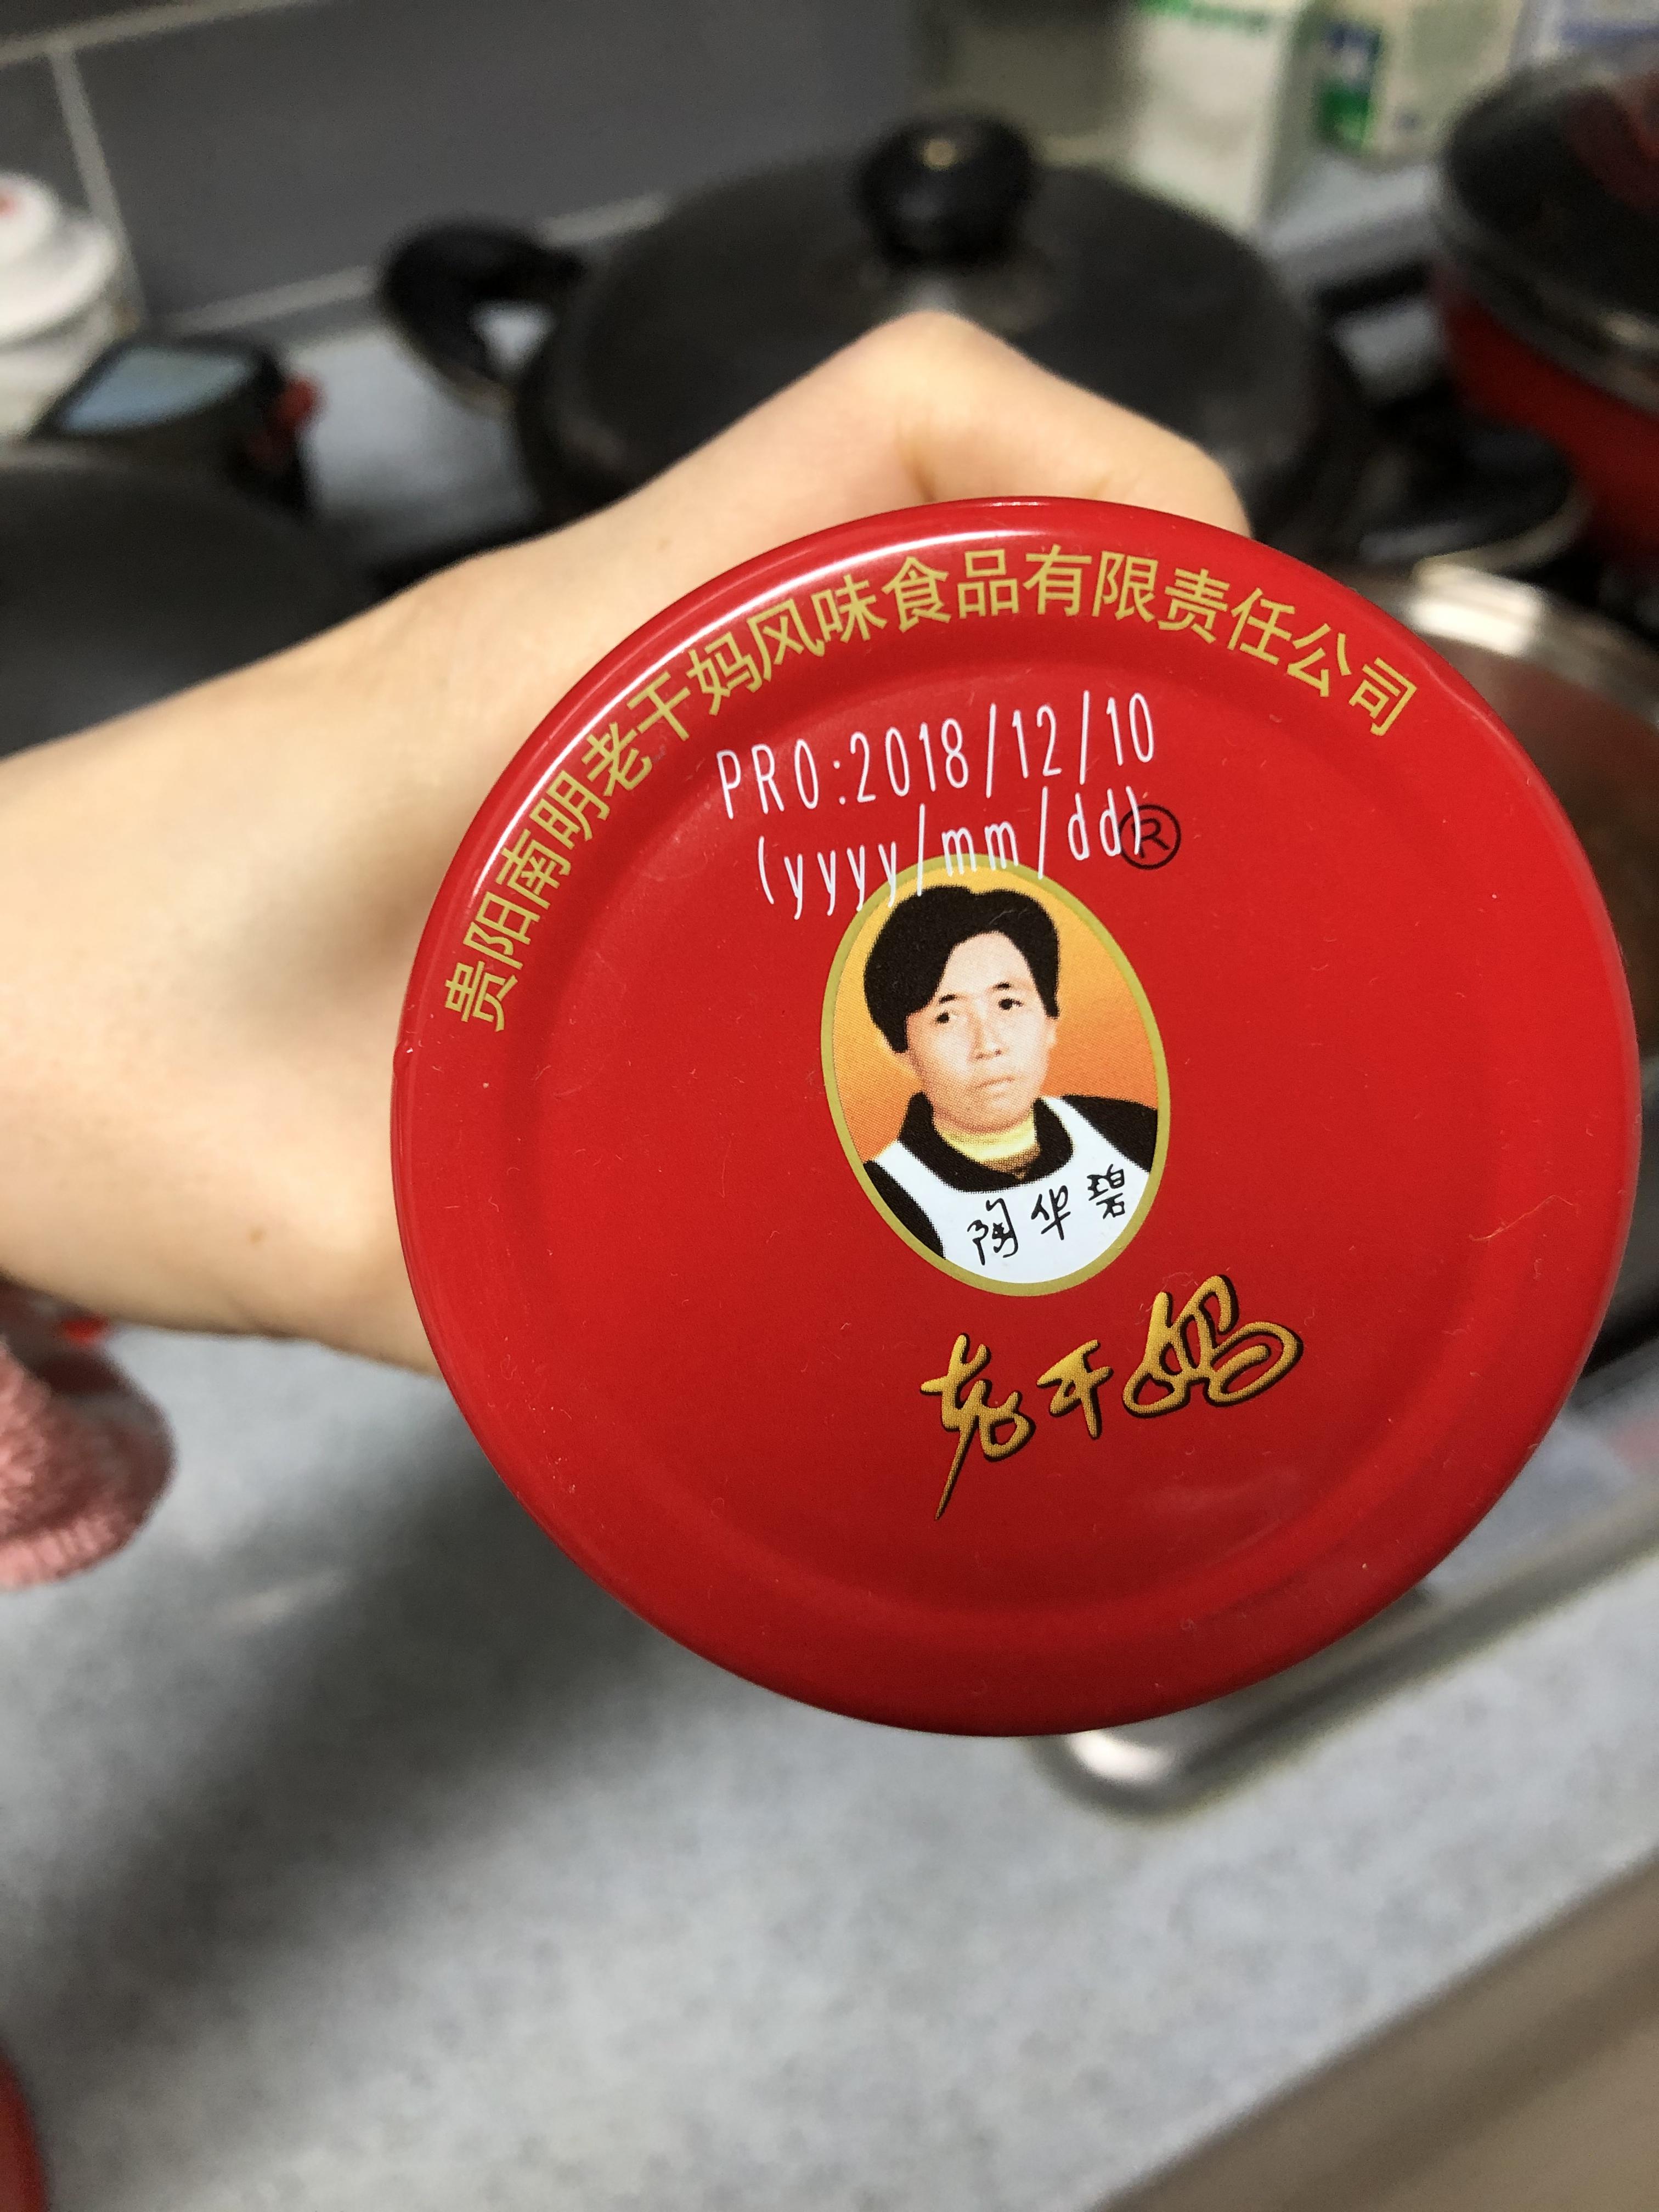 贵阳南明老干妈风味食品有限责任公司
PRO:2018/12/10
(yyyy/mm/dd)
®
陶华碧
老干妈